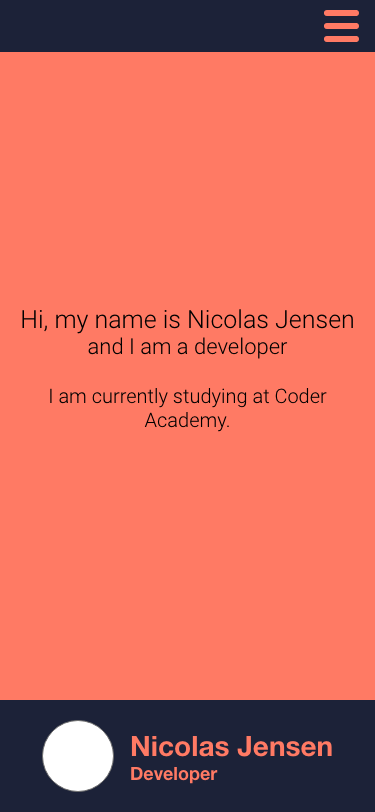 Hi, my name is Nicolas Jensen
and I am a developer
I am currently studying at Coder
Academy.
Nicolas Jensen
Developer